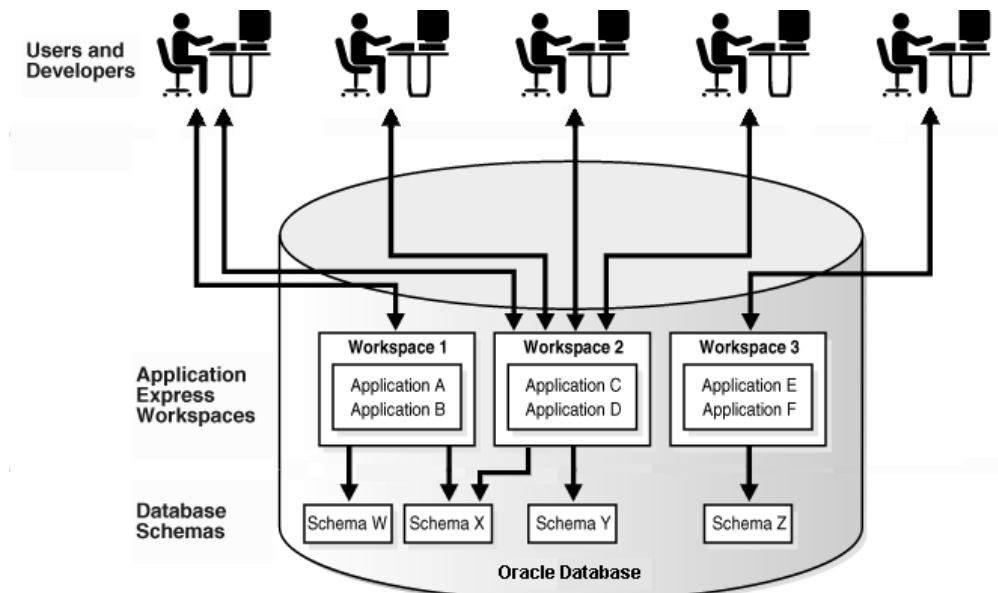 Users and
Developers
Workspace 1
Application A
Application B
Workspace 2
Application C
Application D
Workspace 3
Application E
Application F
Application
Express
Workspaces
Database
Schemas
Schema W
Schema X
Schema Y
Schema Z
Oracle Database